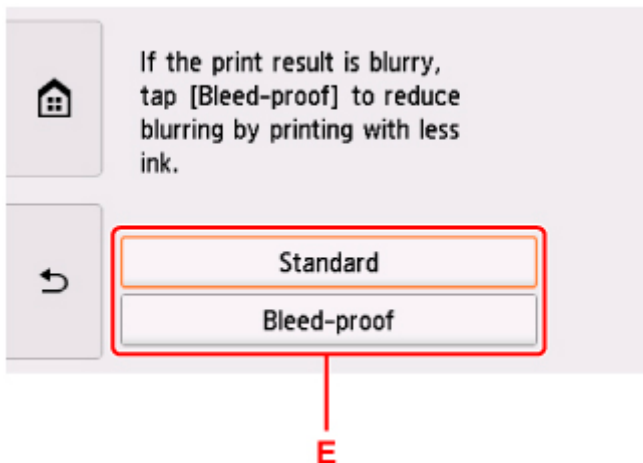 If the print result is blurry,
tap [Bleed-proof] to reduce
blurring by printing with less
ink.
Standard
Bleed-proof
E